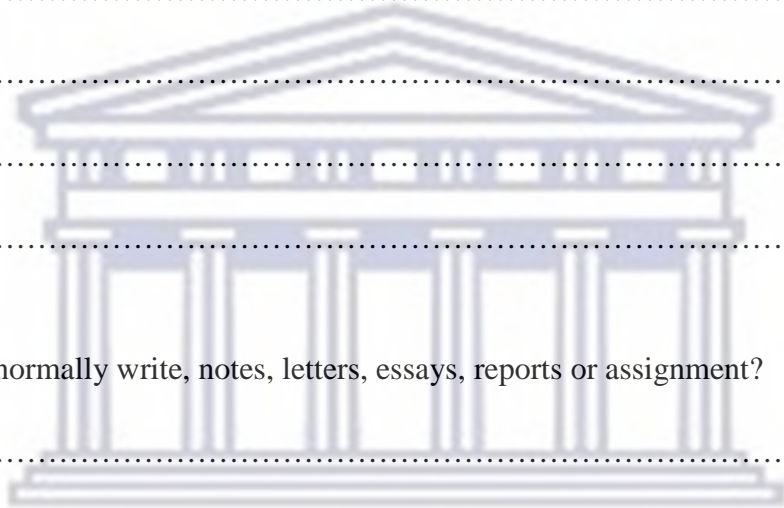 normally write, notes, letters, essays, reports or assignment?